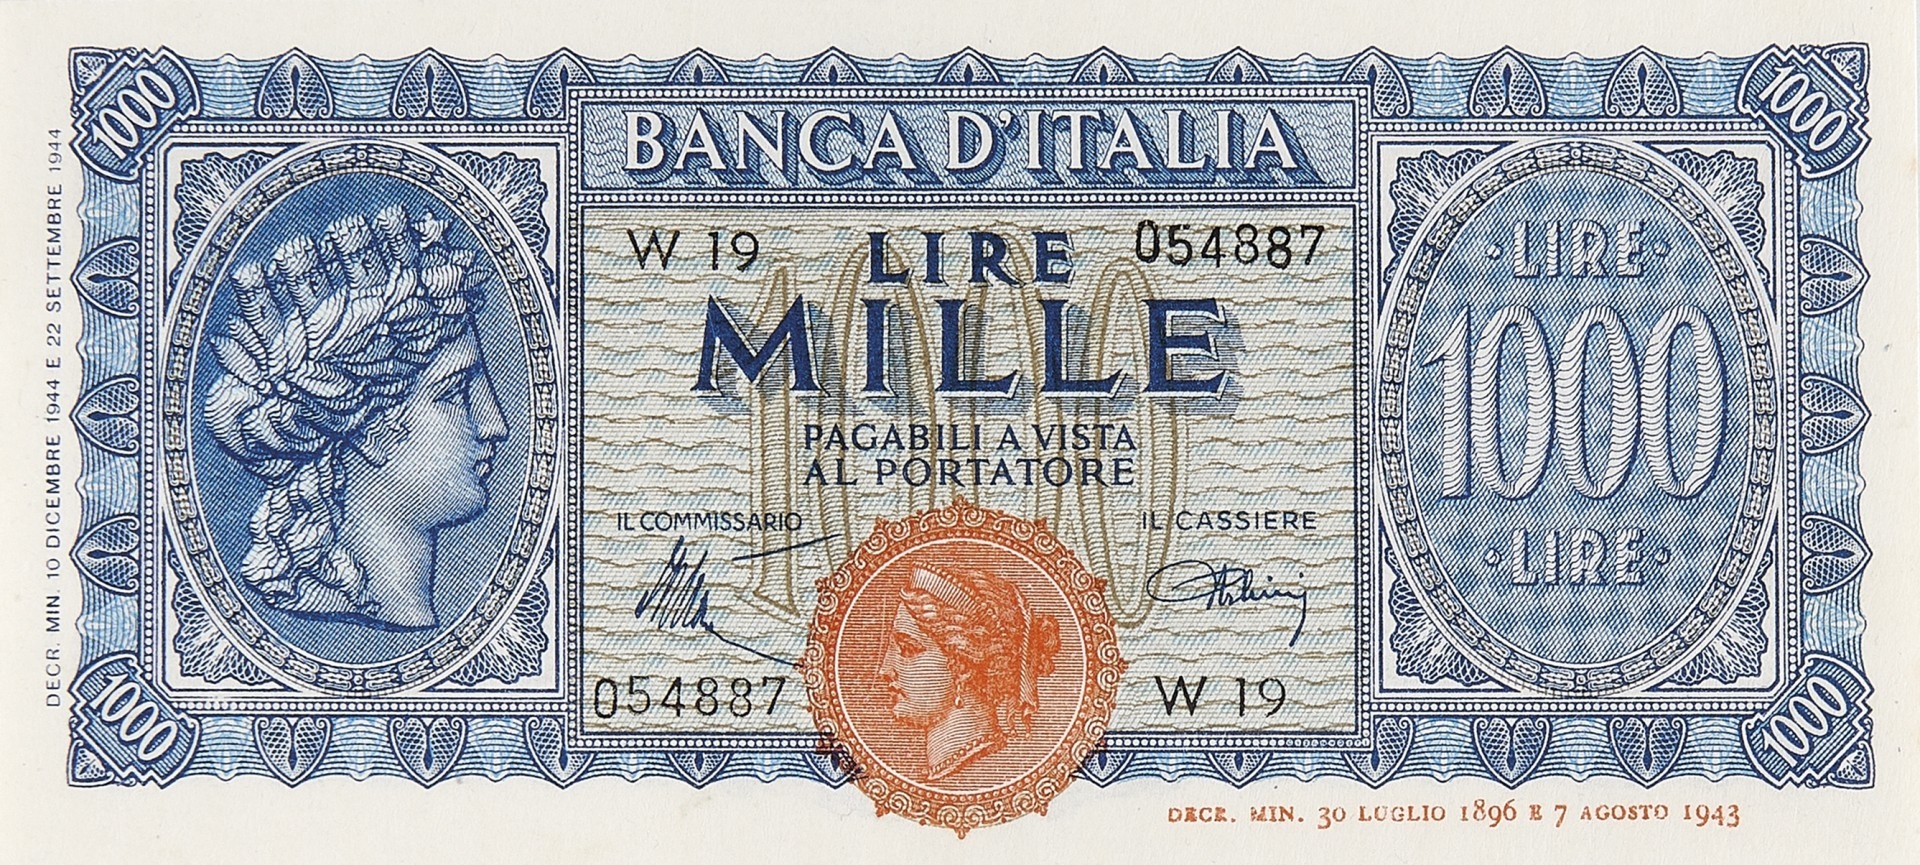 1000
1000
BANCA D'ITALIA
W 19
LIRE
054887
MILLE
PAGABILI A VISTA
AL PORTATORE
IL COMMISSARIO
IL CASSIERE
054887
W 19
LIRE
1000
LIRE
1000
1000
1000
DECR. MIN. 10 DICEMBRE 1944 E 22 SETTEMBRE 1944
DECR. MIN. 30 LUGLIO 1896 E 7 AGOSTO 1943